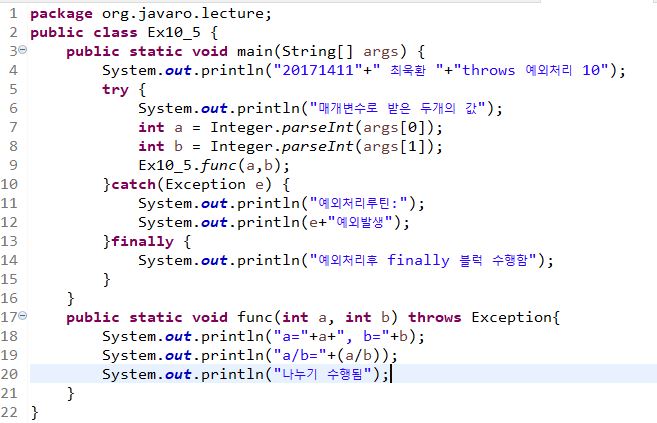 1 package org.javaro.lecture;
2 public class Ex10_5 {
3 public static void main(String[] args) {
4 System.out.println("20171411"+" 최욱환 "+"throws 예외처리 10");
5 try {
6 System.out.println("매개변수로 받은 두개의 값");
7 int a = Integer.parseInt(args[0]);
8 int b = Integer.parseInt(args[1]);
9 Ex10_5.func(a,b);
10 }catch(Exception e) {
11 System.out.println("예외처리루틴:");
12 System.out.println(e+"예외발생");
13 }finally {
14 System.out.println("예외처리후 finally 블럭 수행함");
15 }
16 }
17 public static void func(int a, int b) throws Exception{
18 System.out.println("a="+a+", b="+b);
19 System.out.println("a/b="+(a/b));
20 System.out.println("나누기 수행됨");
21 }
22 }